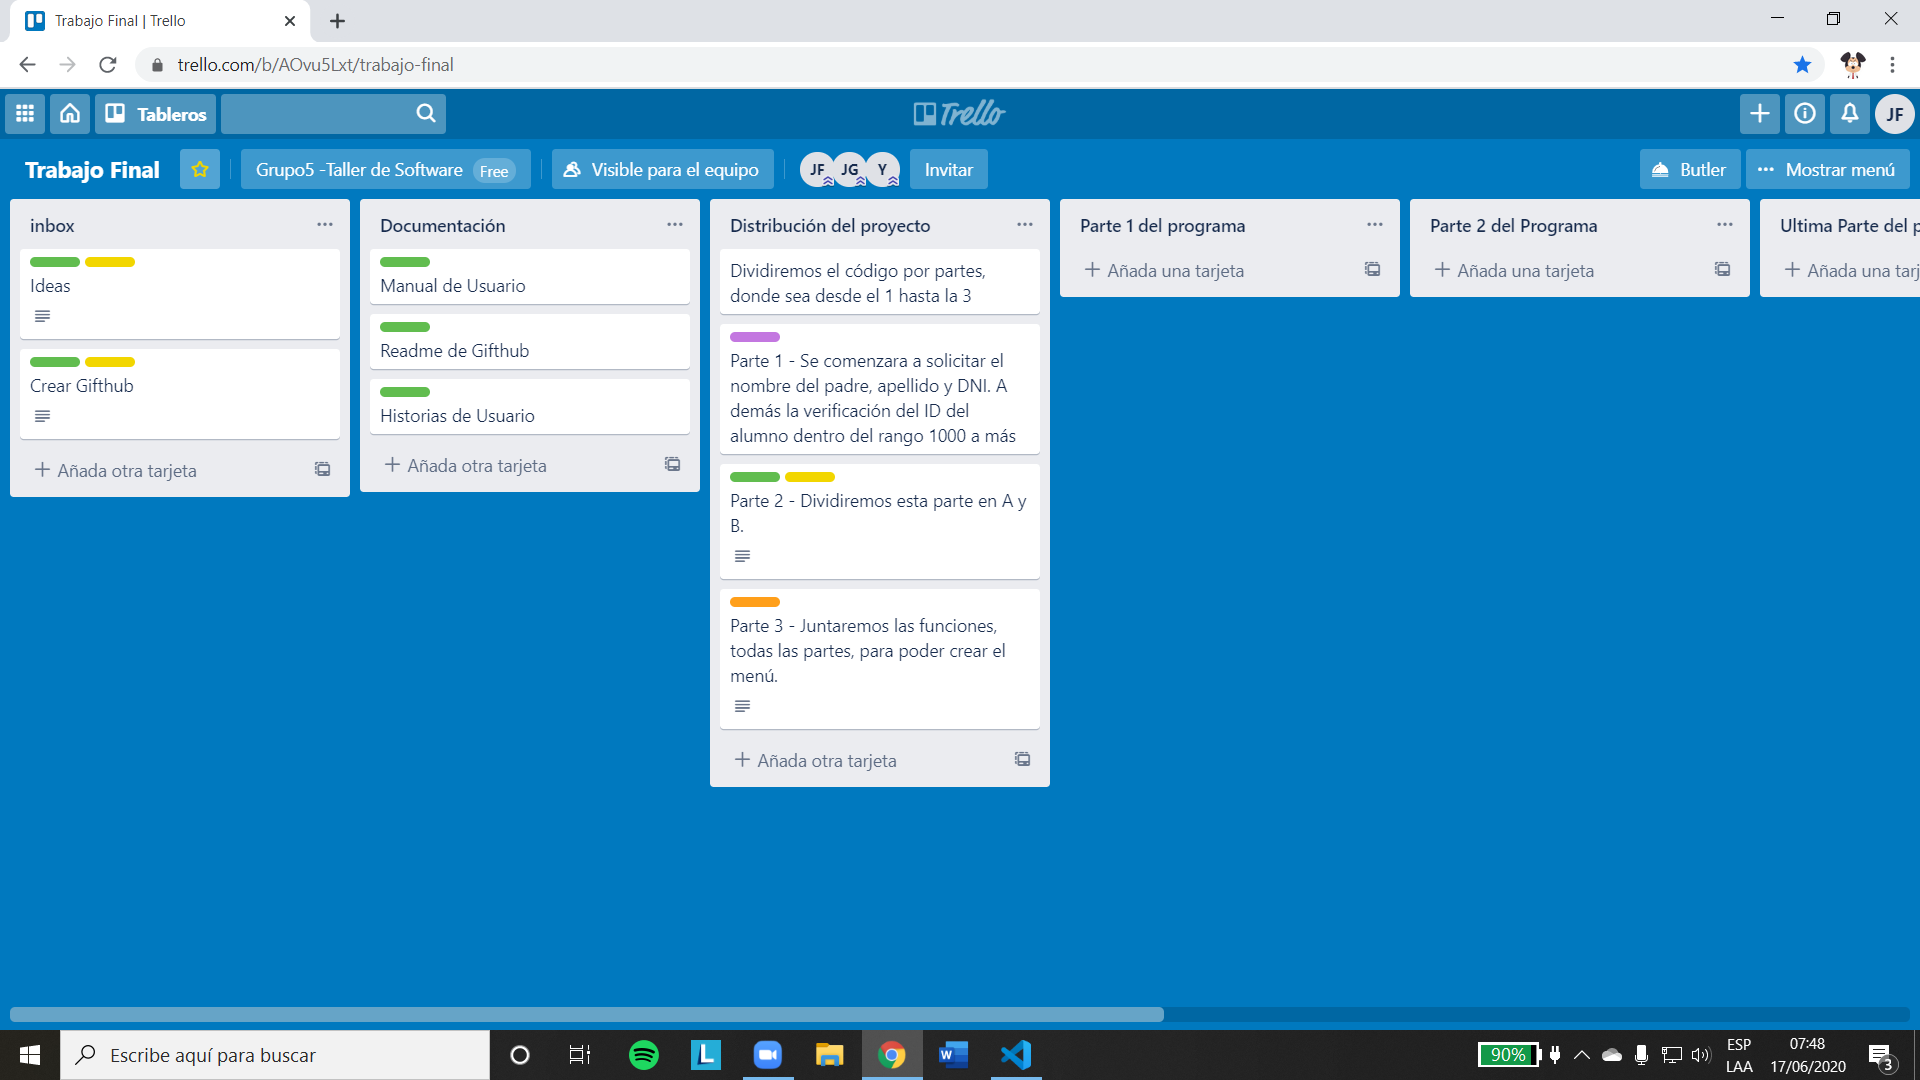 Trabajo Final | Trello
trello.com/b/AOvu5Lxt/trabajo-final
Tableros
Trello
JF
Trabajo Final
Grupo5 -Taller de Software Free
Visible para el equipo
JF JG Y
Invitar
Butler
Mostrar menú
inbox
Ideas
Crear Gifthub
Añada otra tarjeta
Documentación
Manual de Usuario
Readme de Gifthub
Historias de Usuario
Añada otra tarjeta
Distribución del proyecto
Dividiremos el código por partes,
donde sea desde el 1 hasta la 3
Parte 1 - Se comenzara a solicitar el
nombre del padre, apellido y DNI. A
demás la verificación del ID del
alumno dentro del rango 1000 a más
Parte 2 - Dividiremos esta parte en A y
B.
Parte 3 - Juntaremos las funciones,
todas las partes, para poder crear el
menú.
Añada otra tarjeta
Parte 1 del programa
Añada una tarjeta
Parte 2 del Programa
Añada una tarjeta
Ultima Parte del p
Añada una tarj
Escribe aquí para buscar
90%
ESP
LAA
07:48
17/06/2020
3